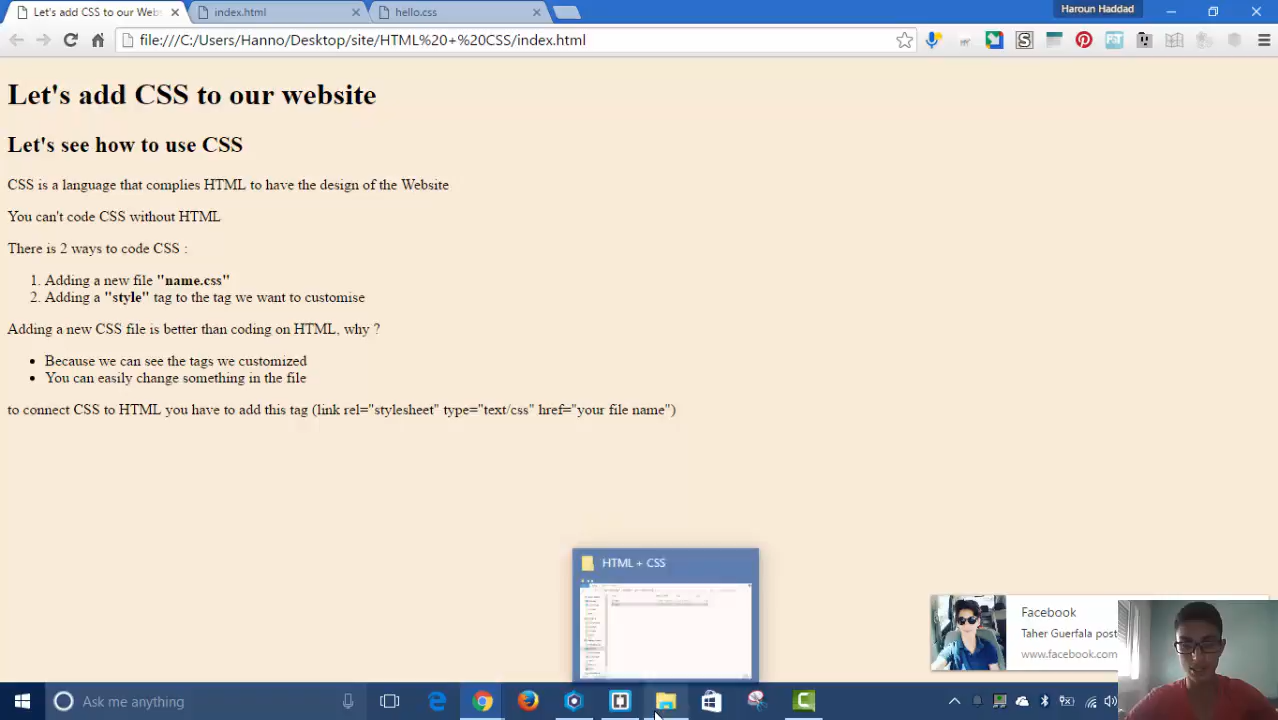 Let's add CSS to our Webs
index.html
hello.css
Haroun Haddad
file:///C:/Users/Hanno/Desktop/site/HTML%20+%20CSS/index.html
Let's add CSS to our website
Let's see how to use CSS
CSS is a language that complies HTML to have the design of the Website
You can't code CSS without HTML
There is 2 ways to code CSS :
1. Adding a new file "name.css"
2. Adding a "style" tag to the tag we want to customise
Adding a new CSS file is better than coding on HTML, why ?
• Because we can see the tags we customized
• You can easily change something in the file
to connect CSS to HTML you have to add this tag (link rel="stylesheet" type="text/css" href="your file name")
HTML + CSS
Facebook
Taher Guerfala post
www.facebook.com
Ask me anything